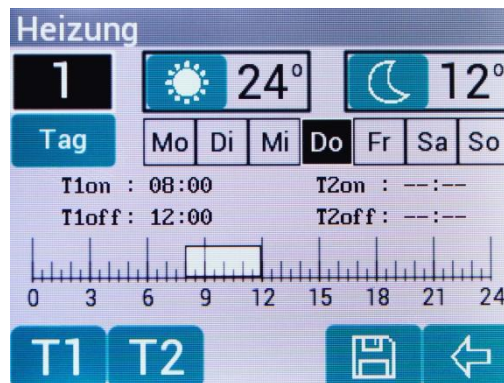 Heizung
1 24° 12°
Tag Mo Di Mi Do Fr Sa So
T1on : 08:00 T2on : --:--
T1off: 12:00 T2off: --:--
0 3 6 9 12 15 18 21 24
T1 T2